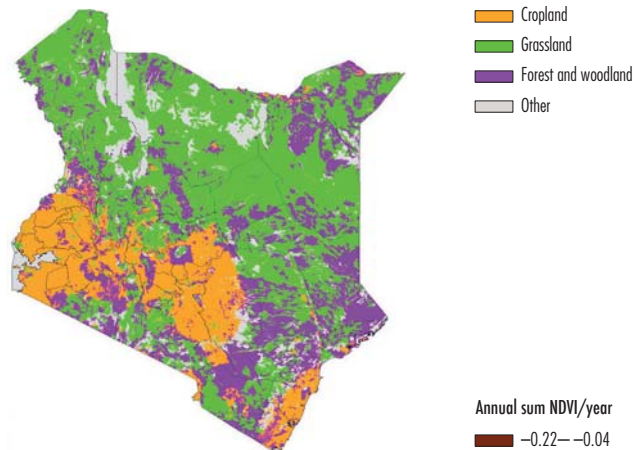 Cropland
Grassland
Forest and woodland
Other
Annual sum NDVI/year
−0.22− −0.04